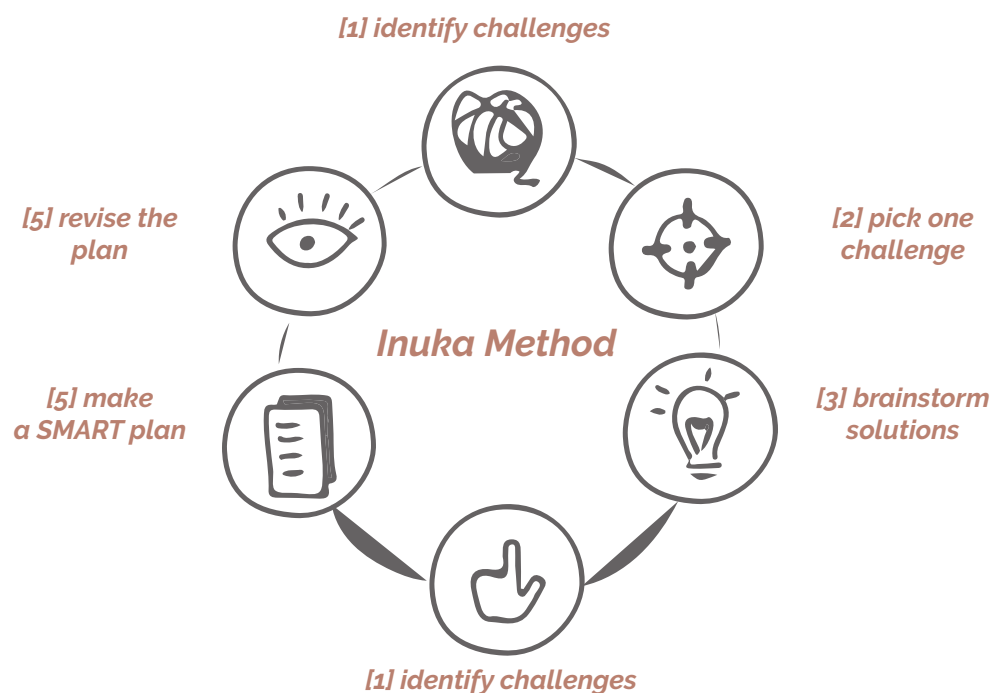 [1] identify challenges
[5] revise the
plan
[2] pick one
challenge
Inuka Method
[5] make
a SMART plan
[3] brainstorm
solutions
[1] identify challenges